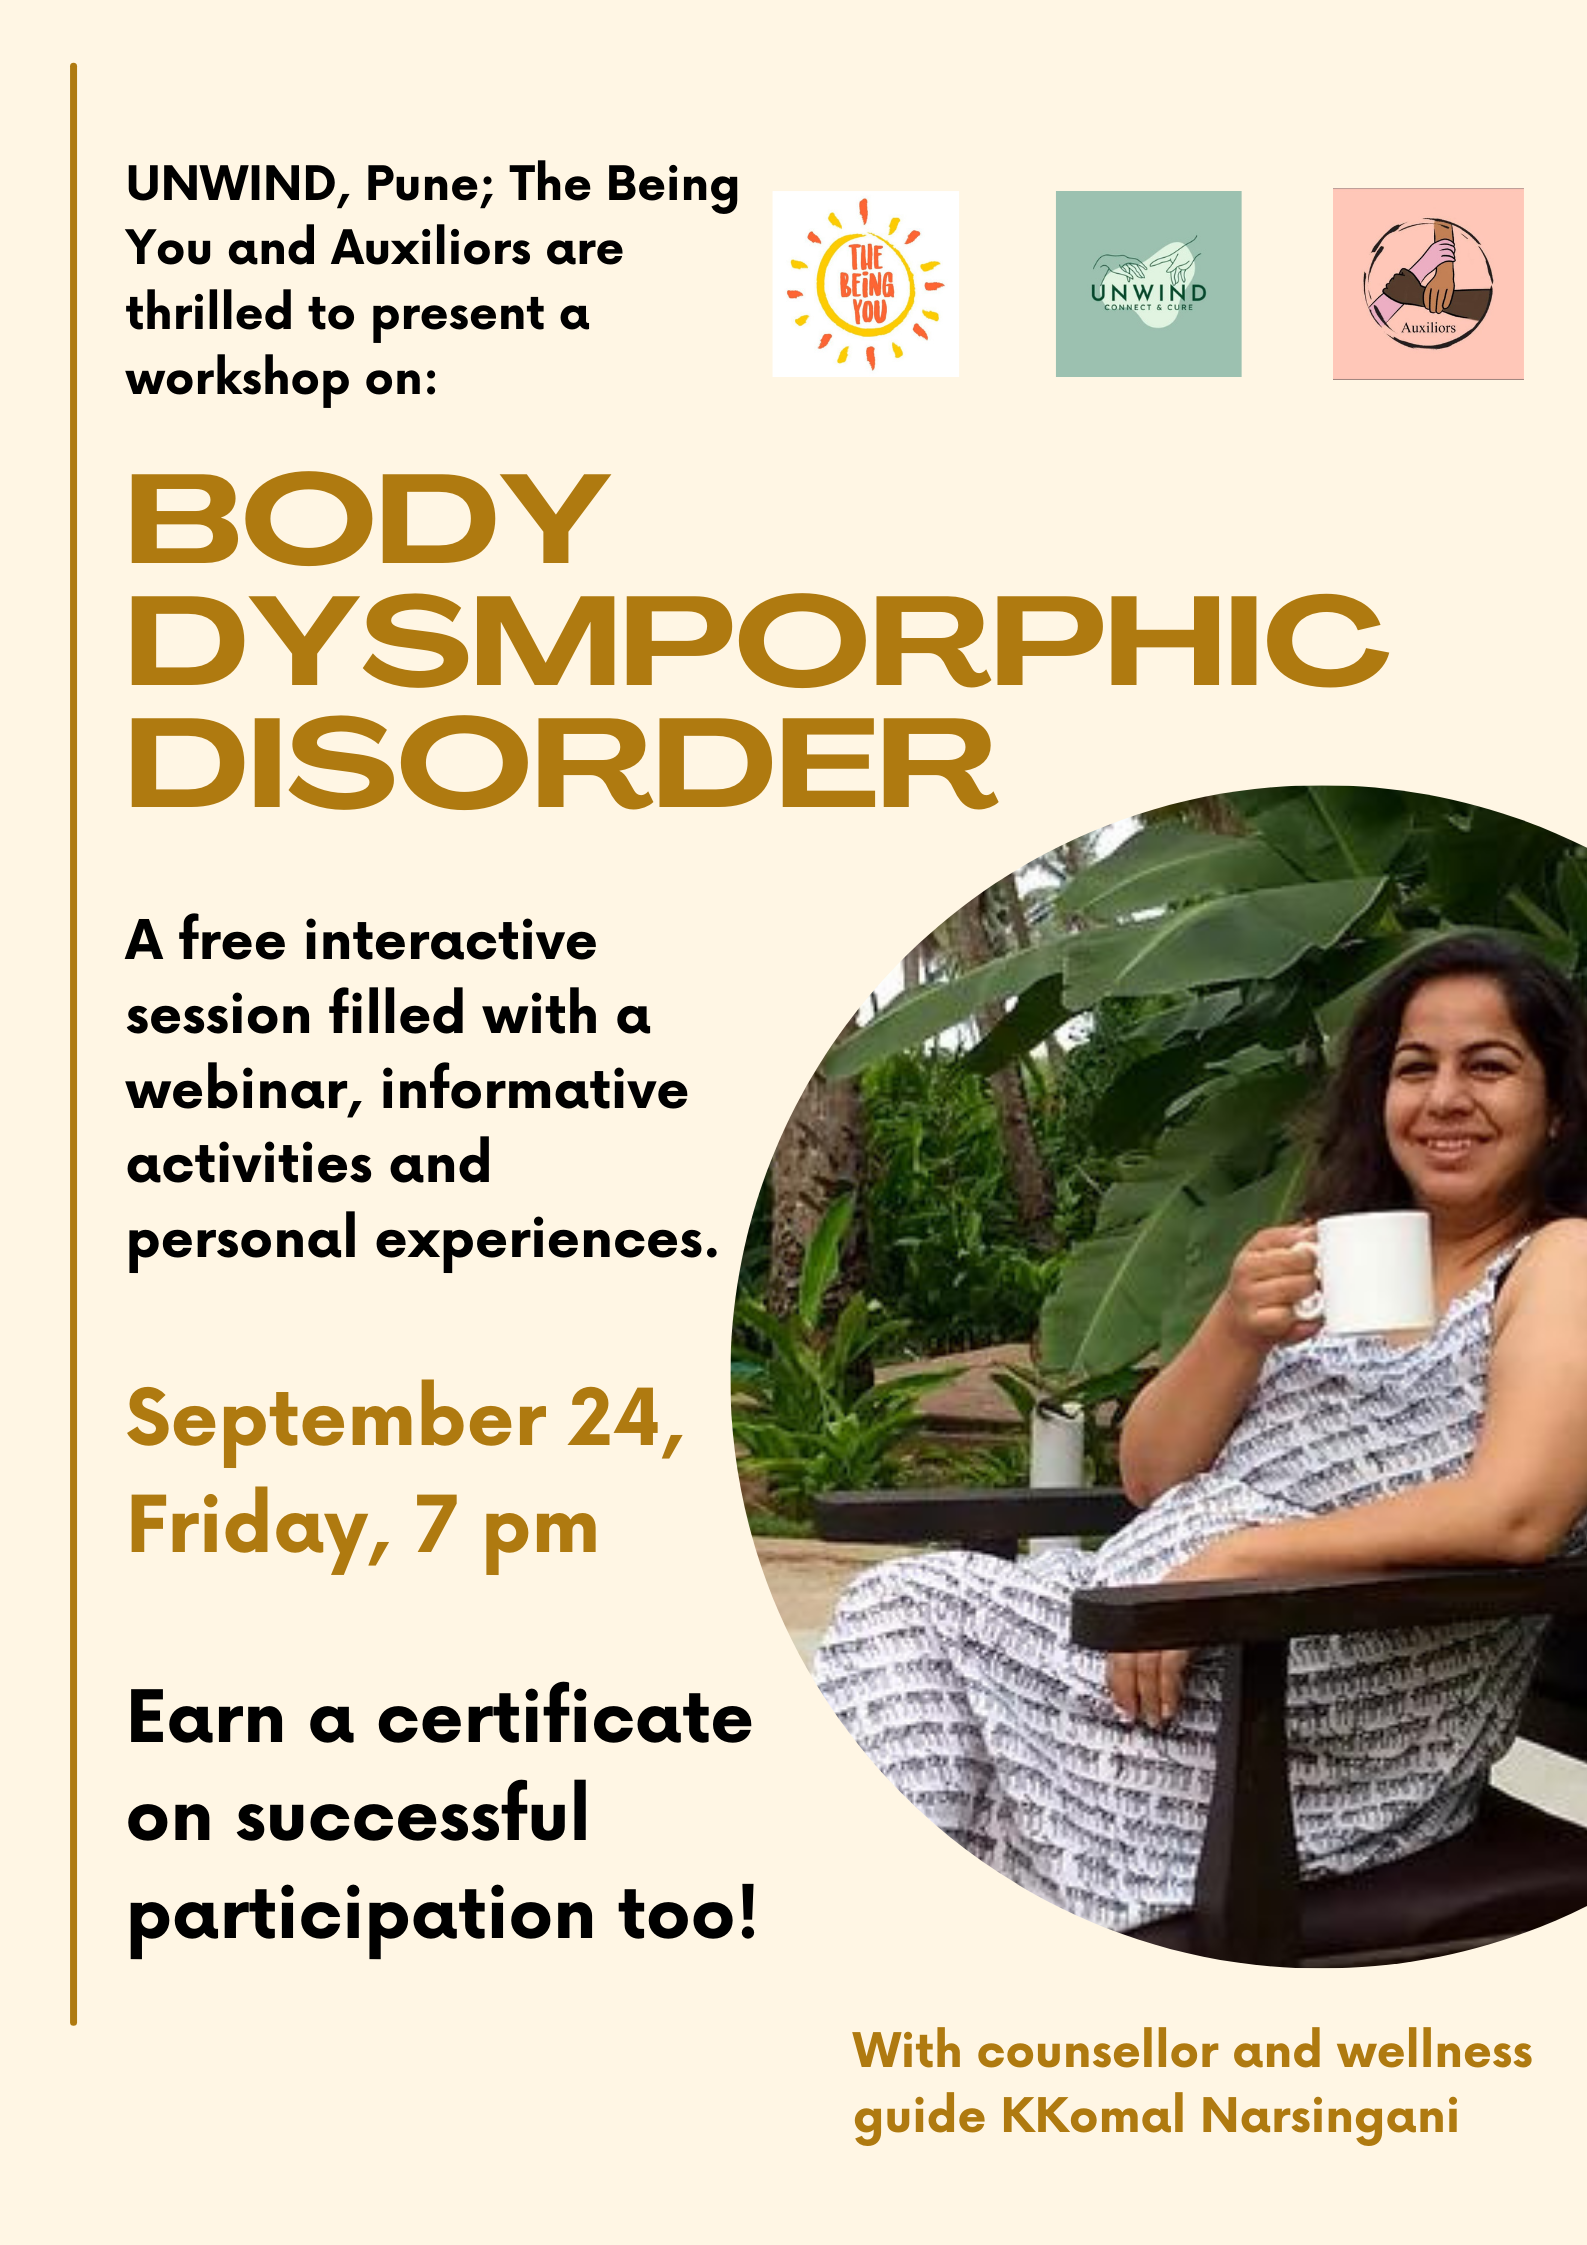 UNWIND, Pune; The Being
You and Auxiliors are
thrilled to present a
workshop on:
THE
BEING
YOU
UNWIND
CONNECT & CURE
Auxiliors
BODY
DYSMPORPHIC
DISORDER
A free interactive
session filled with a
webinar, informative
activities and
personal experiences.
September 24,
Friday, 7 pm
Earn a certificate
on successful
participation too!
With counsellor and wellness
guide KKomal Narsingani